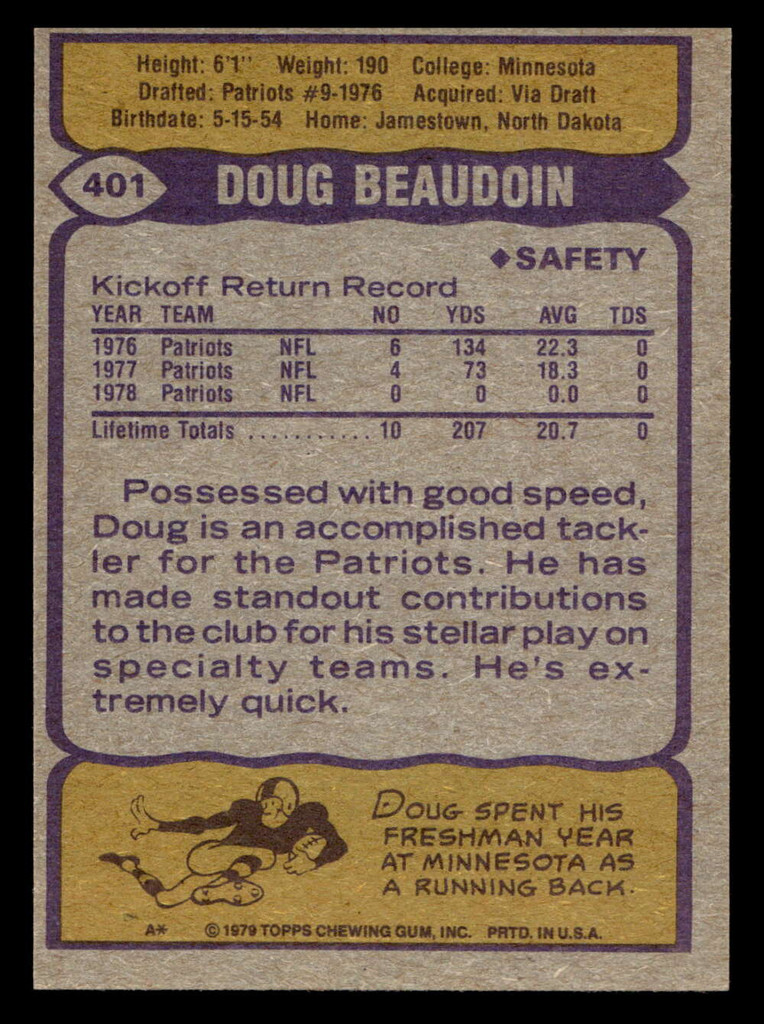 Height: 6'1" Weight: 190 College: Minnesota
Drafted: Patriots #9-1976 Acquired: Via Draft
Birthdate: 5-15-54 Home: Jamestown, North Dakota
401 DOUG BEAUDOIN
◆SAFETY
Kickoff Return Record
YEAR TEAM NO YDS AVG TDS
1976 Patriots NFL 6 134 22.3 0
1977 Patriots NFL 4 73 18.3 0
1978 Patriots NFL 0 0 0.0 0
Lifetime Totals ........... 10 207 20.7 0
Possessed with good speed,
Doug is an accomplished tack-
ler for the Patriots. He has
made standout contributions
to the club for his stellar play on
specialty teams. He's ex-
tremely quick.
DOUG SPENT HIS
FRESHMAN YEAR
AT MINNESOTA AS
A RUNNING BACK.
A* © 1979 TOPPS CHEWING GUM, INC. PRTD. IN U.S.A.